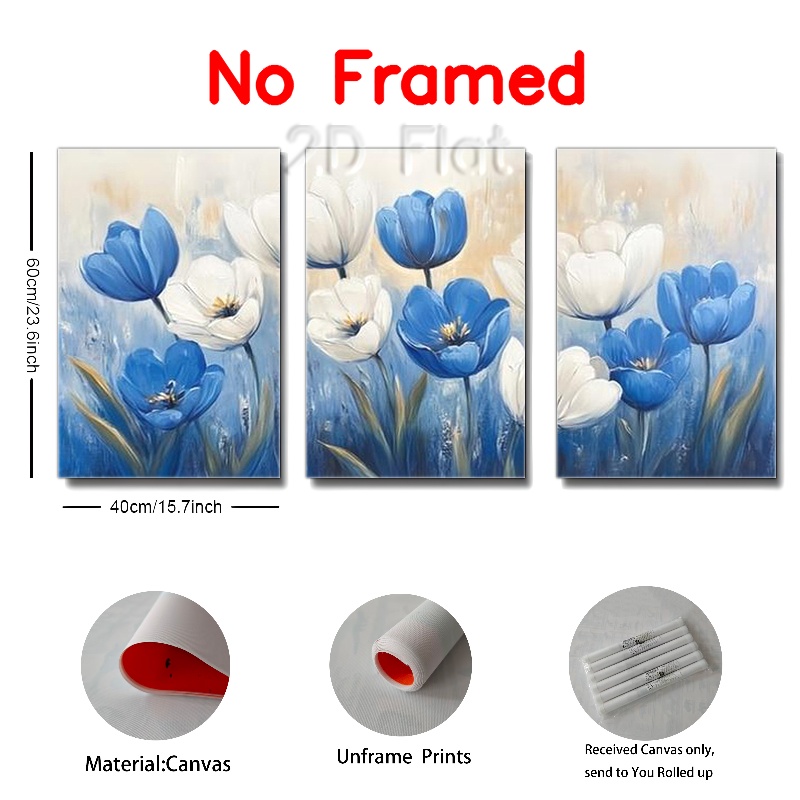 No Framed
2D Flat
60cm/23.6inch
40cm/15.7inch
Material:Canvas
Unframe Prints
Received Canvas only,
send to You Rolled up